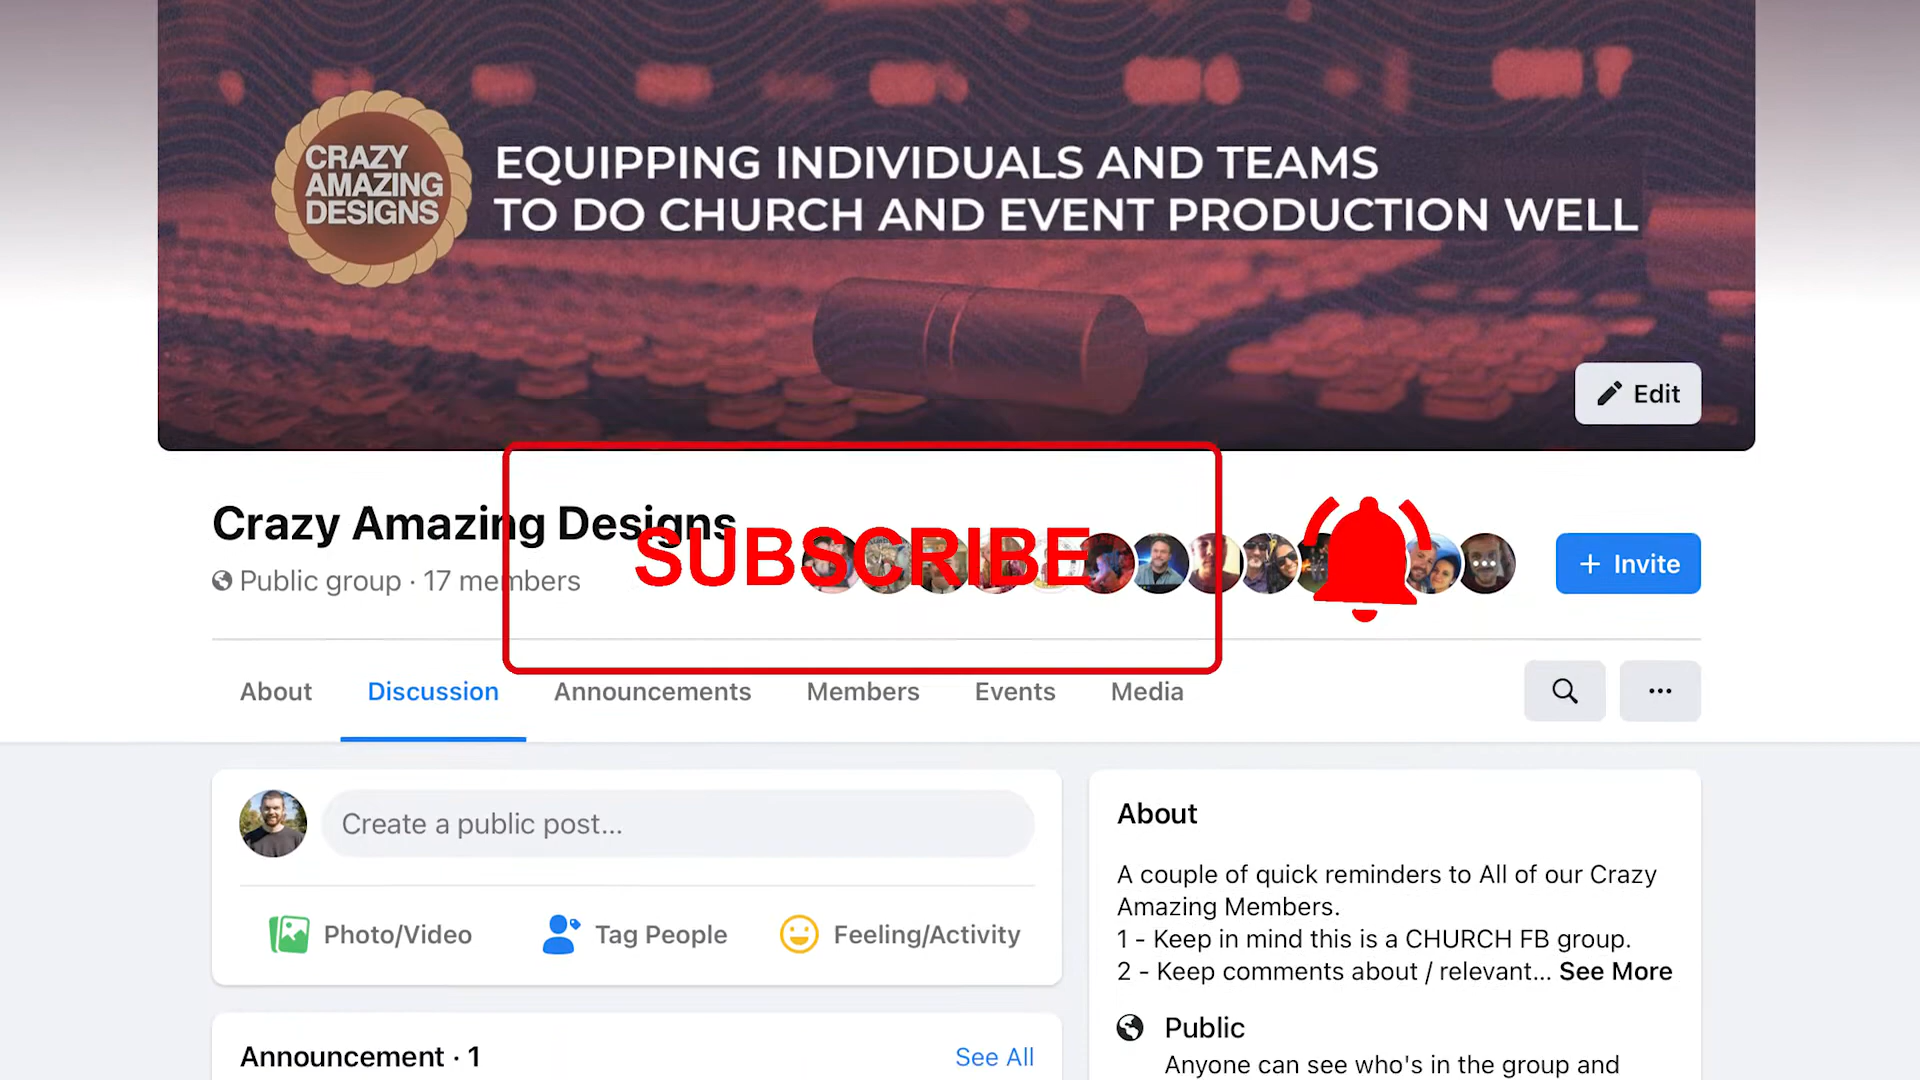 CRAZY
AMAZING
DESIGNS
EQUIPPING INDIVIDUALS AND TEAMS
TO DO CHURCH AND EVENT PRODUCTION WELL
Edit
Crazy Amazing Designs
SUBSCRIBE
Public group · 17 members
+ Invite
About
Discussion
Announcements
Members
Events
Media
Create a public post...
Photo/Video
Tag People
Feeling/Activity
Announcement · 1
See All
About
A couple of quick reminders to All of our Crazy
Amazing Members.
1 - Keep in mind this is a CHURCH FB group.
2 - Keep comments about / relevant... See More
Public
Anyone can see who's in the group and